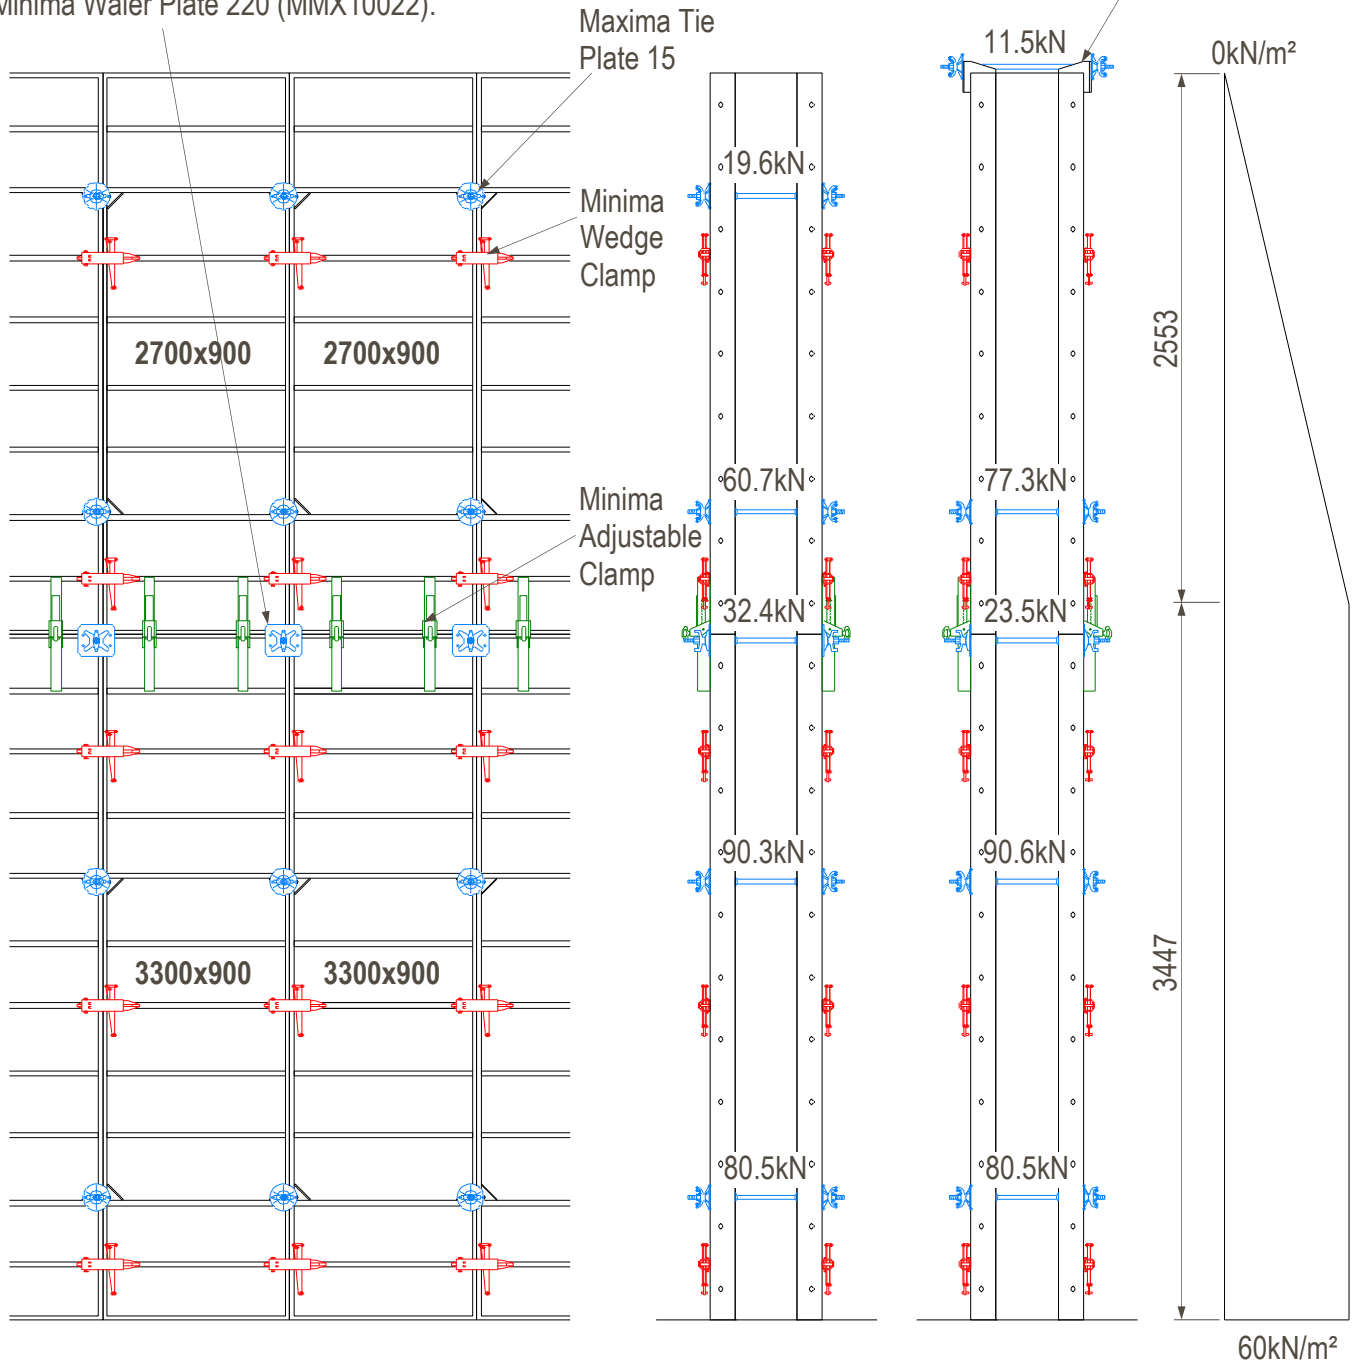 Minima Waler Plate 220 (MMX10022).
Maxima Tie
Plate 15
11.5kN
0kN/m²
19.6kN
Minima
Wedge
Clamp
2700x900
2700x900
2553
60.7kN
77.3kN
Minima
Adjustable
Clamp
32.4kN
23.5kN
90.3kN
90.6kN
3300x900
3300x900
3447
80.5kN
80.5kN
60kN/m²